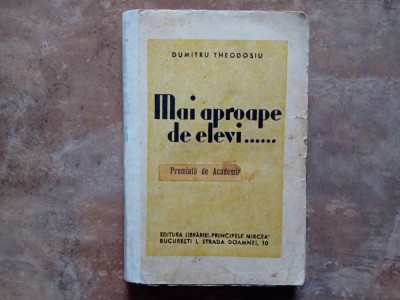 DUMITRU THEODOSIU
Mai aproape
de elevi......
Premiată de Academie
EDITURA LIBRĂRIEI „PRINCIPELE MIRCEA"
BUCUREȘTI I, STRADA DOAMNEI, 10